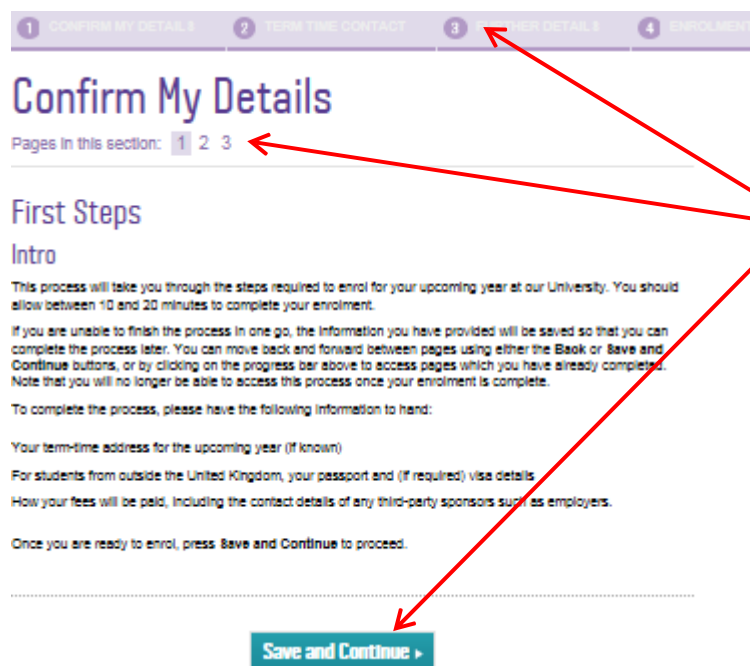 1 CONFIRM MY DETAILS 2 TERM TIME CONTACT 3 FURTHER DETAILS 4 ENROLMENT
Confirm My Details
Pages in this section: 1 2 3
First Steps
Intro
This process will take you through the steps required to enrol for your upcoming year at our University. You should
allow between 10 and 20 minutes to complete your enrolment.
If you are unable to finish the process in one go, the information you have provided will be saved so that you can
complete the process later. You can move back and forward between pages using either the Back or Save and
Continue buttons, or by clicking on the progress bar above to access pages which you have already completed.
Note that you will no longer be able to access this process once your enrolment is complete.
To complete the process, please have the following information to hand:
Your term-time address for the upcoming year (if known)
For students from outside the United Kingdom, your passport and (if required) visa details
How your fees will be paid, including the contact details of any third-party sponsors such as employers.
Once you are ready to enrol, press Save and Continue to proceed.
Save and Continue ▸